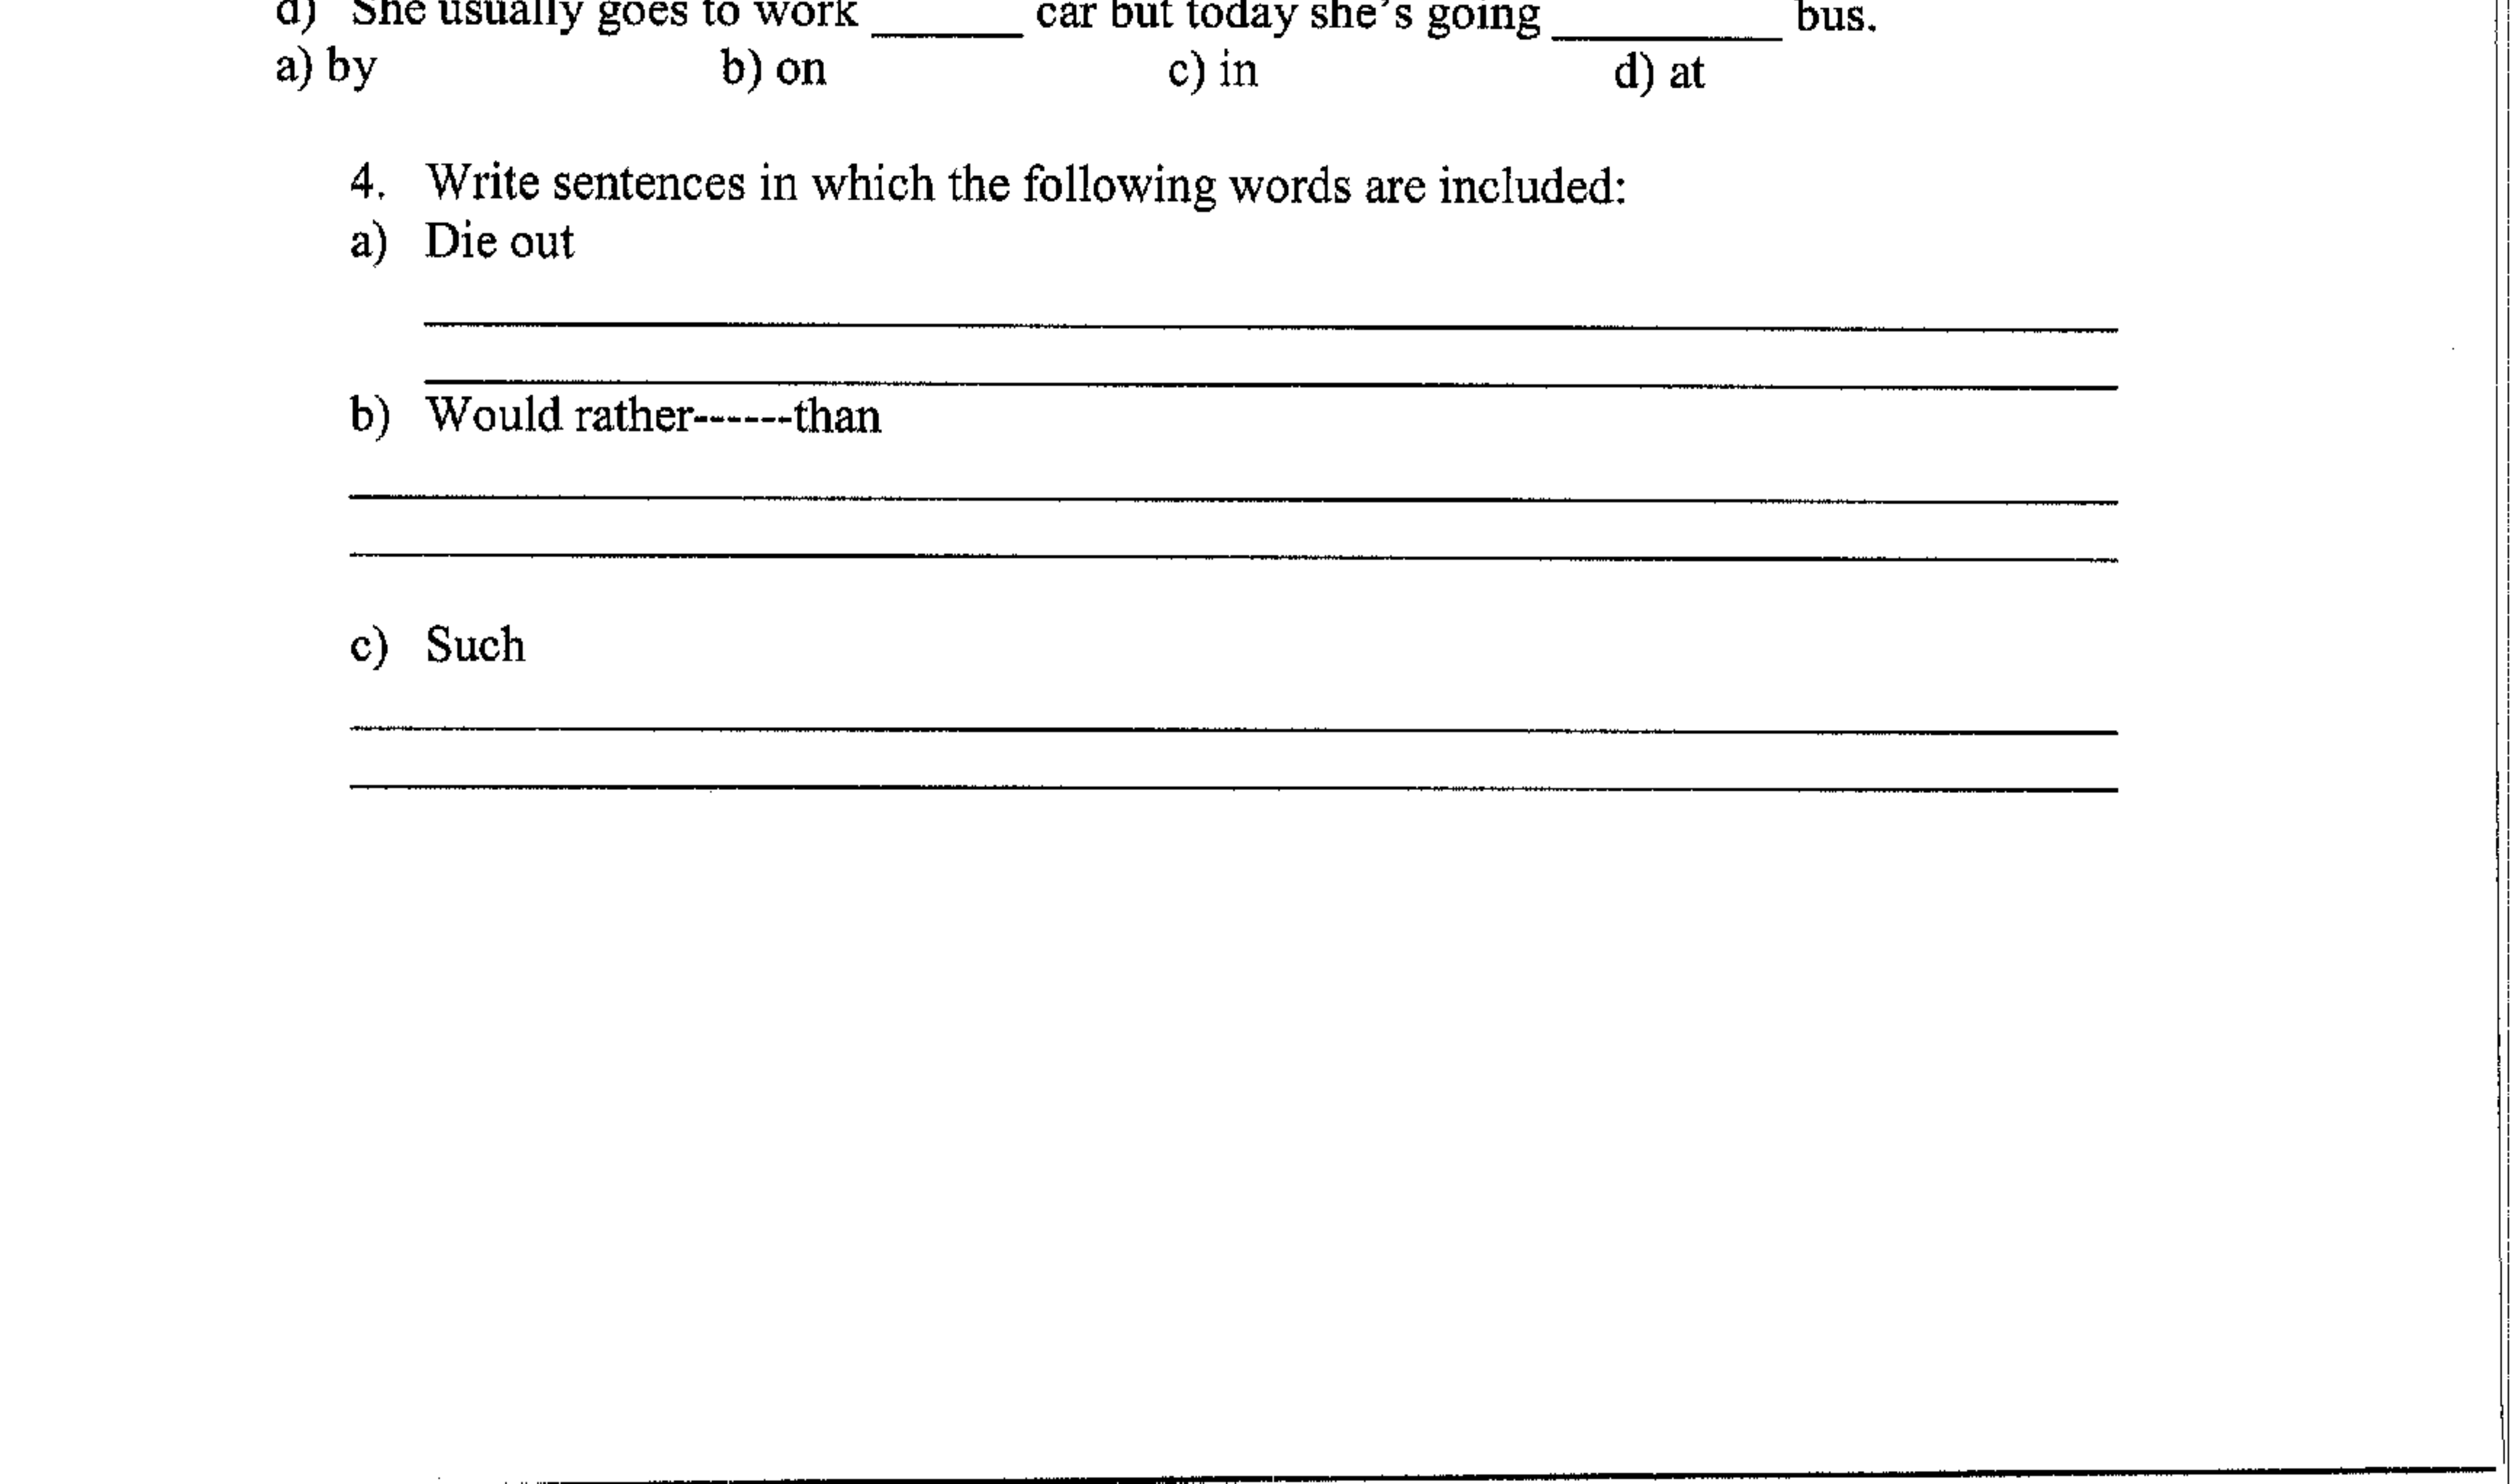 d) She usually goes to work ______ car but today she's going _________ bus.
a) by b) on c) in d) at
4. Write sentences in which the following words are included:
a) Die out
b) Would rather------than
c) Such